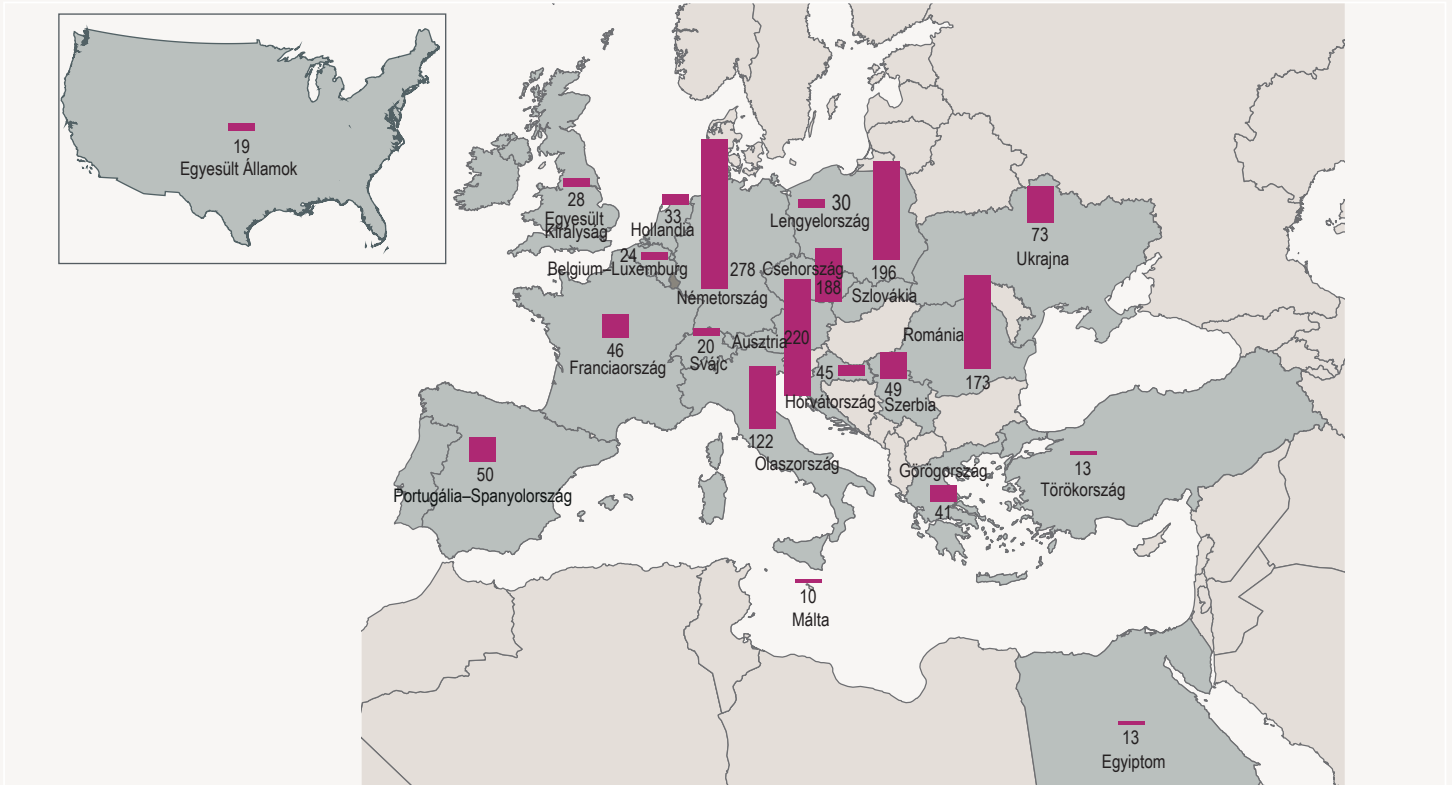 19
Egyesült Államok
28
Egyesült
Királyság
33
Hollandia
24
Belgium–Luxemburg
278
Németország
30
Lengyelország
Csehország
188
196
Szlovákia
73
Ukrajna
46
Franciaország
20
Svájc
Ausztria
220
Románia
173
45
Horvátország
49
Szerbia
122
Olaszország
50
Portugália–Spanyolország
Görögország
41
13
Törökország
10
Málta
13
Egyiptom